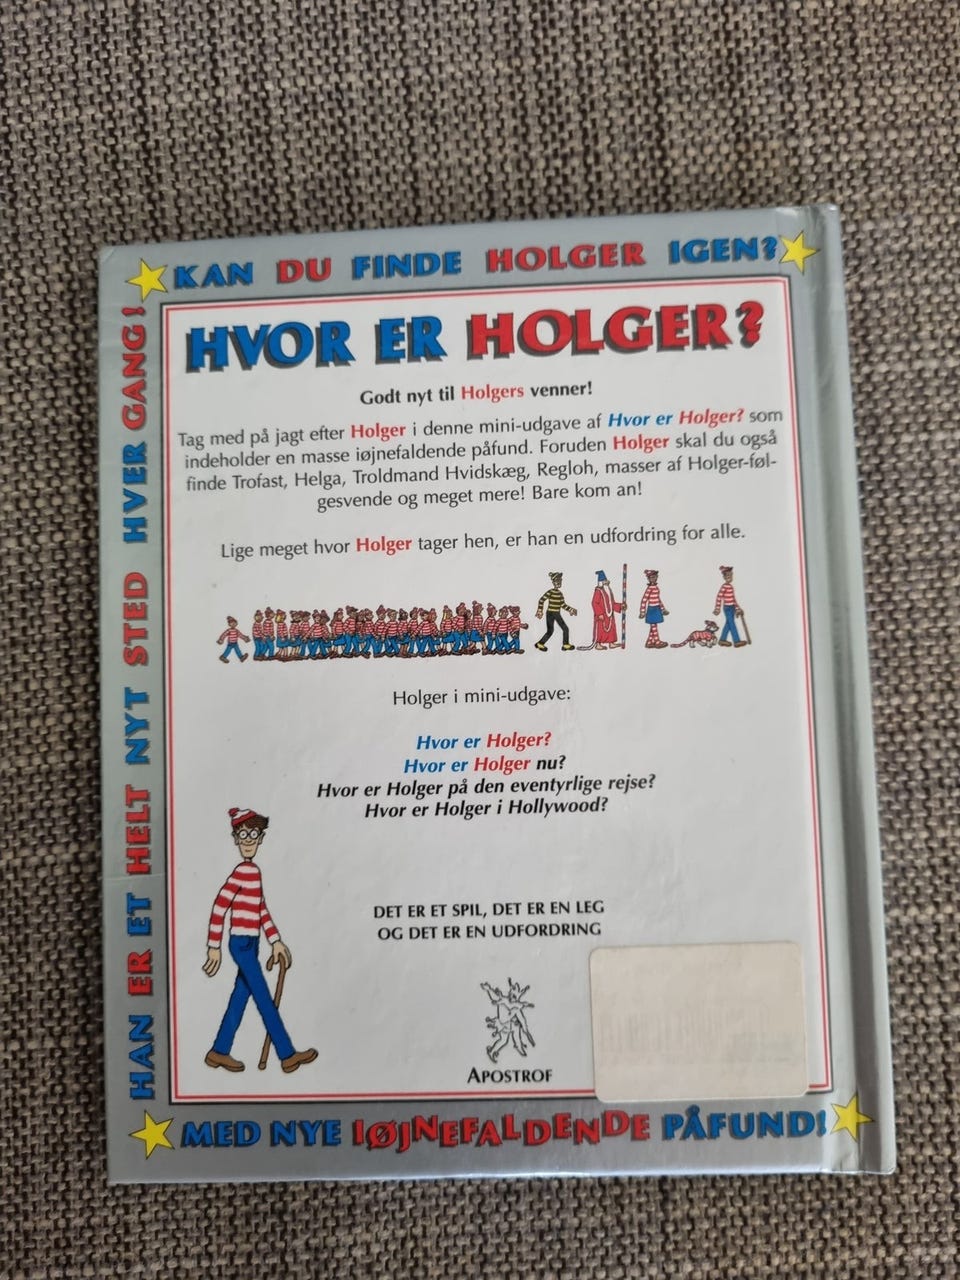 KAN DU FINDE HOLGER IGEN?
HAN ER ET HELT NYT STED HVER GANG!
HVOR ER HOLGER?
Godt nyt til Holgers venner!
Tag med på jagt efter Holger i denne mini-udgave af Hvor er Holger? som
indeholder en masse iøjnefaldende påfund. Foruden Holger skal du også
finde Trofast, Helga, Troldmand Hvidskæg, Regloh, masser af Holger-føl-
gesvende og meget mere! Bare kom an!
Lige meget hvor Holger tager hen, er han en udfordring for alle.
Holger i mini-udgave:
Hvor er Holger?
Hvor er Holger nu?
Hvor er Holger på den eventyrlige rejse?
Hvor er Holger i Hollywood?
DET ER ET SPIL, DET ER EN LEG
OG DET ER EN UDFORDRING
APOSTROF
MED NYE IØJNEFALDENDE PÅFUND!